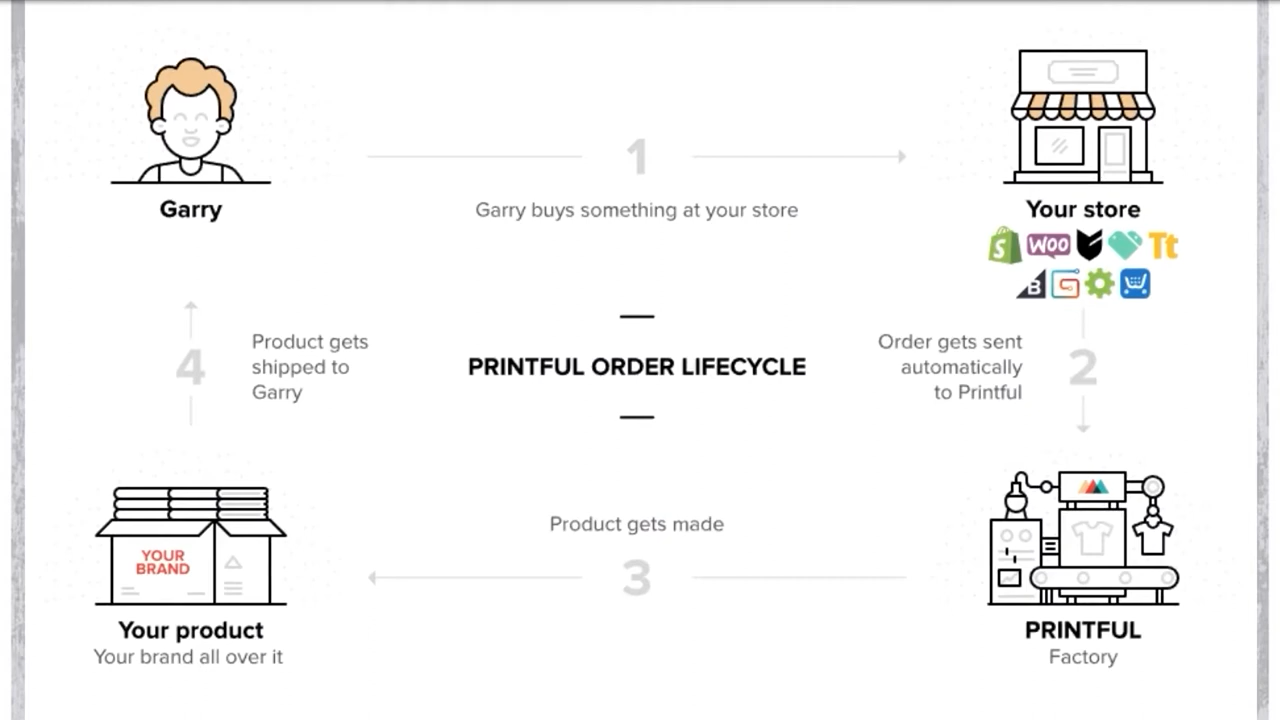 1
Garry
Garry buys something at your store
Your store
S
WOO
Tt
B
Product gets
shipped to
Garry
4
PRINTFUL ORDER LIFECYCLE
Order gets sent
automatically
to Printful
2
YOUR
BRAND
Product gets made
3
Your product
Your brand all over it
PRINTFUL
Factory